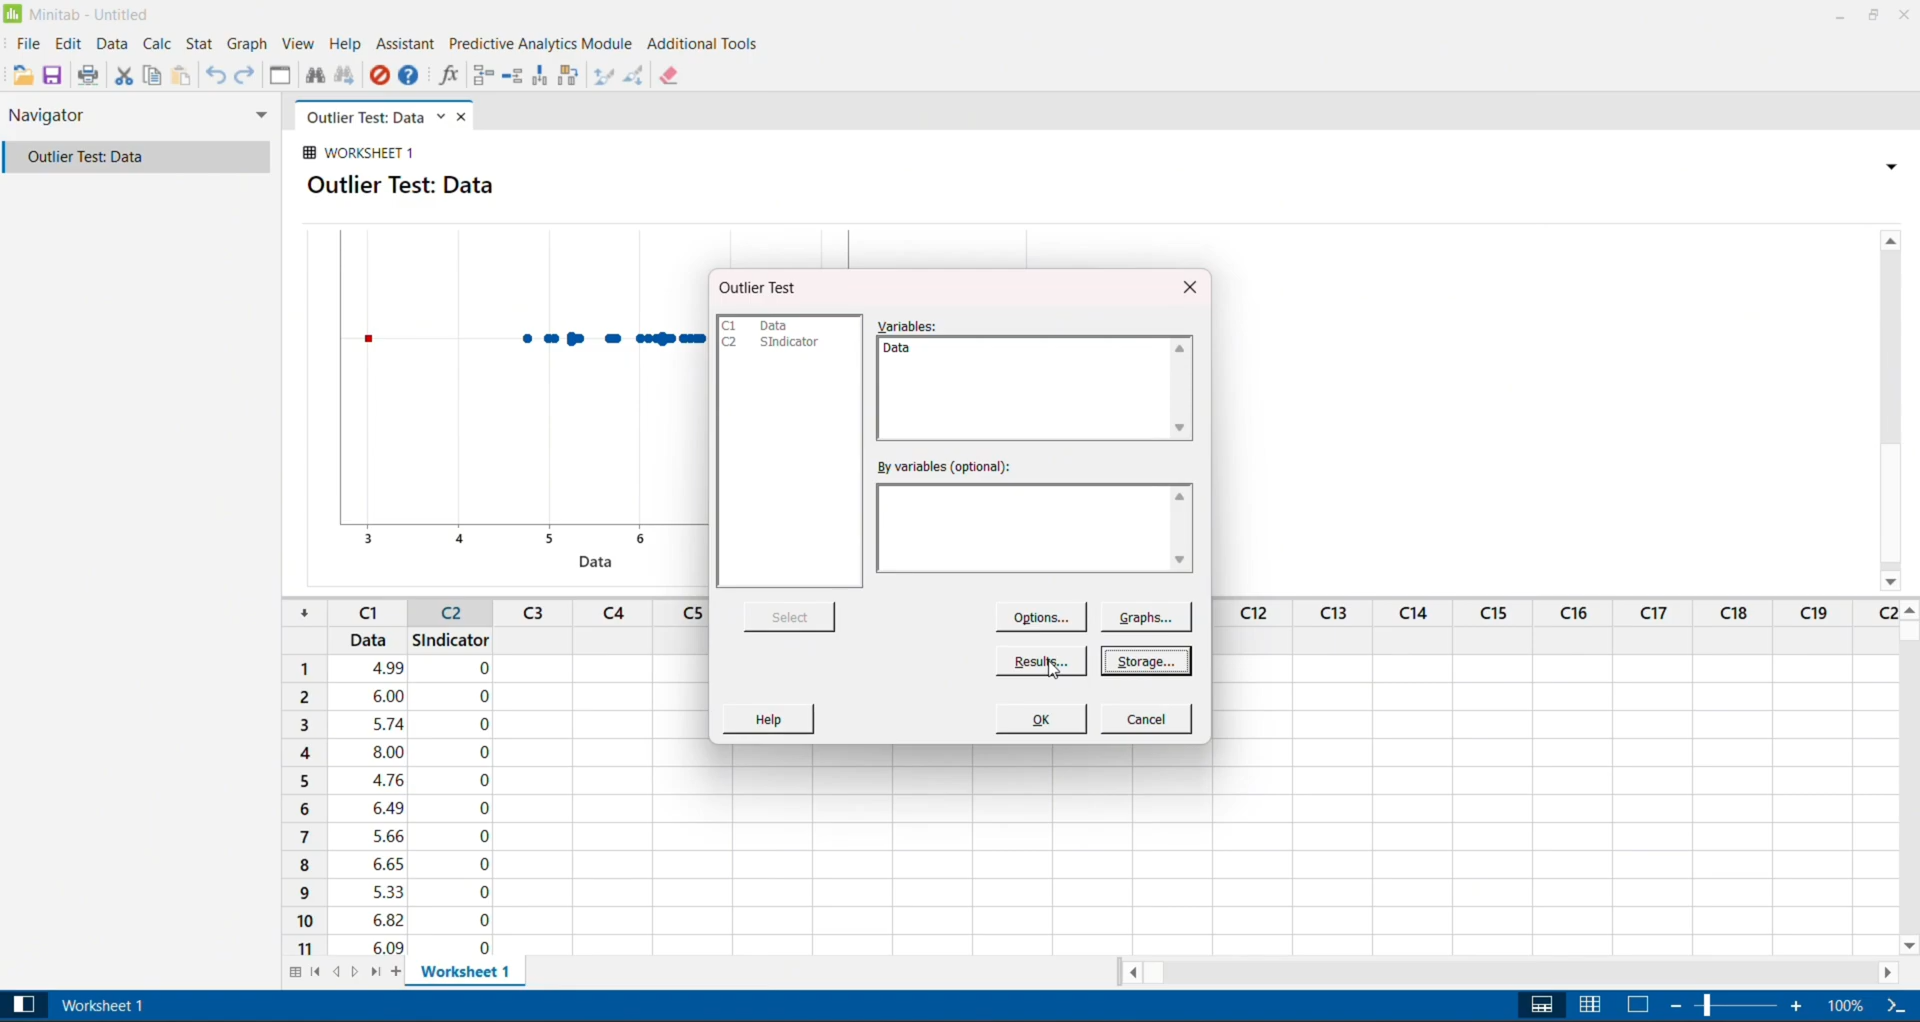 Minitab - Untitled
File Edit Data Calc Stat Graph View Help Assistant Predictive Analytics Module Additional Tools
fx
Navigator
Outlier Test: Data
Outlier Test: Data
WORKSHEET 1
Outlier Test: Data
3 4 5 6
Data
Outlier Test
C1 Data
C2 SIndicator
Variables:
Data
By variables (optional):
Select
Options... Graphs...
Results... Storage...
Help OK Cancel
C1 C2 C3 C4 C5 C12 C13 C14 C15 C16 C17 C18 C19 C2
Data SIndicator
1 4.99 0
2 6.00 0
3 5.74 0
4 8.00 0
5 4.76 0
6 6.49 0
7 5.66 0
8 6.65 0
9 5.33 0
10 6.82 0
11 6.09 0
Worksheet 1
Worksheet 1
100%